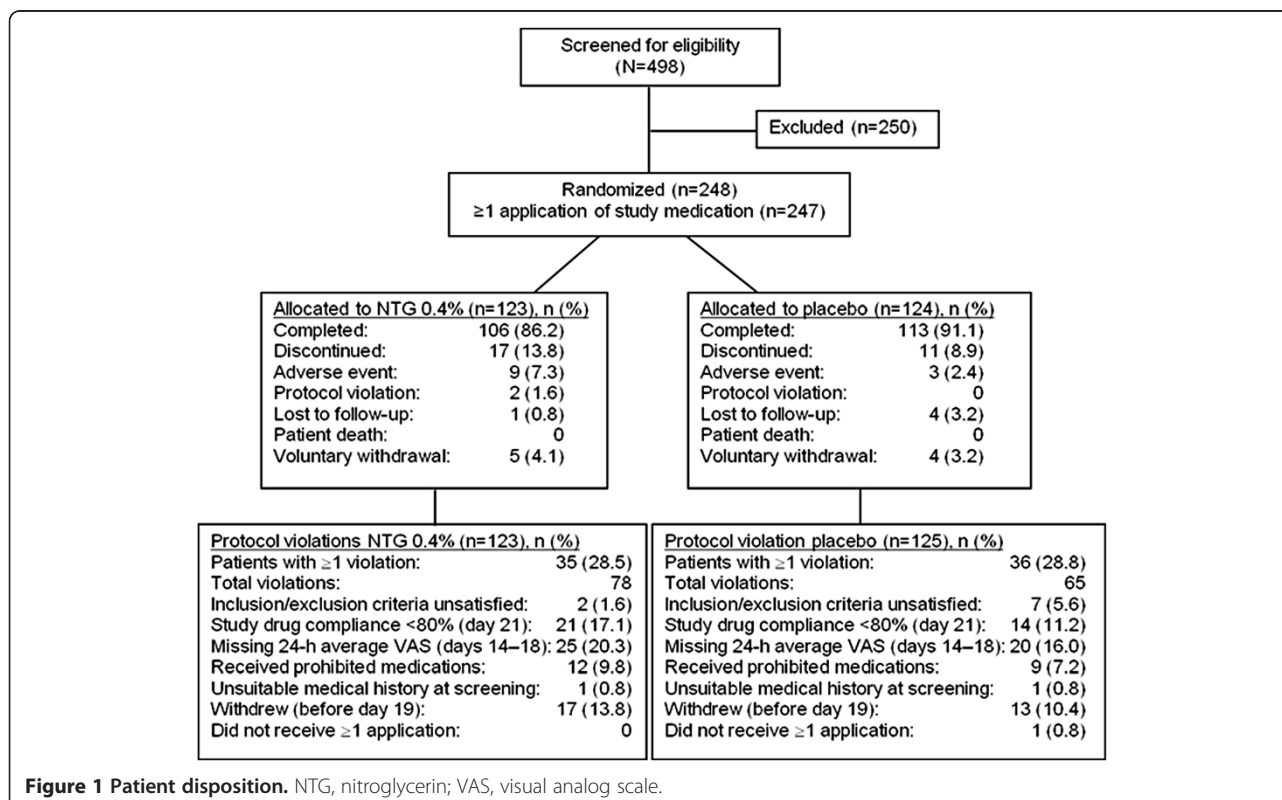 Screened for eligibility
(N=498)
Excluded (n=250)
Randomized (n=248)
≥1 application of study medication (n=247)
Allocated to NTG 0.4% (n=123), n (%)
Completed: 106 (86.2)
Discontinued: 17 (13.8)
Adverse event: 9 (7.3)
Protocol violation: 2 (1.6)
Lost to follow-up: 1 (0.8)
Patient death: 0
Voluntary withdrawal: 5 (4.1)
Allocated to placebo (n=124), n (%)
Completed: 113 (91.1)
Discontinued: 11 (8.9)
Adverse event: 3 (2.4)
Protocol violation: 0
Lost to follow-up: 4 (3.2)
Patient death: 0
Voluntary withdrawal: 4 (3.2)
Protocol violations NTG 0.4% (n=123), n (%)
Patients with ≥1 violation: 35 (28.5)
Total violations: 78
Inclusion/exclusion criteria unsatisfied: 2 (1.6)
Study drug compliance <80% (day 21): 21 (17.1)
Missing 24-h average VAS (days 14–18): 25 (20.3)
Received prohibited medications: 12 (9.8)
Unsuitable medical history at screening: 1 (0.8)
Withdrew (before day 19): 17 (13.8)
Did not receive ≥1 application: 0
Protocol violation placebo (n=125), n (%)
Patients with ≥1 violation: 36 (28.8)
Total violations: 65
Inclusion/exclusion criteria unsatisfied: 7 (5.6)
Study drug compliance <80% (day 21): 14 (11.2)
Missing 24-h average VAS (days 14–18): 20 (16.0)
Received prohibited medications: 9 (7.2)
Unsuitable medical history at screening: 1 (0.8)
Withdrew (before day 19): 13 (10.4)
Did not receive ≥1 application: 1 (0.8)
Figure 1 Patient disposition. NTG, nitroglycerin; VAS, visual analog scale.